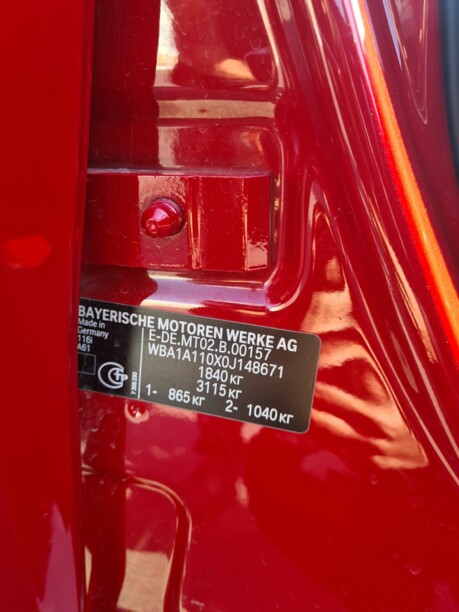 BAYERISCHE MOTOREN WERKE AG
Made in
Germany
116i
A61
E-DE.MT02.B.00157
WBA1A110X0J148671
1840 кг
3115 кг
1- 865 кг 2- 1040 кг